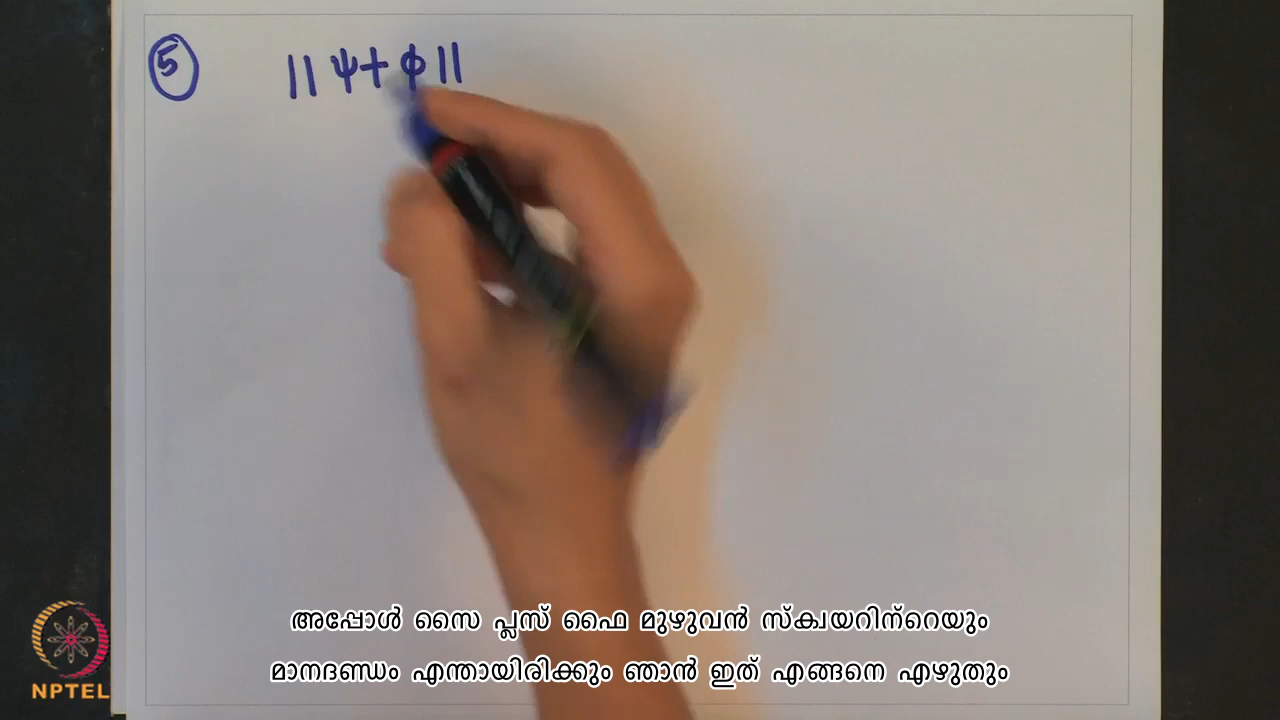 ⑤ || ψ + φ ||
അപ്പോൾ സൈ പ്ലസ് ഫൈ മുഴുവൻ സ്ക്വയറിന്റെയും
മാനദണ്ഡം എന്തായിരിക്കും ഞാൻ ഇത് എങ്ങനെ എഴുതും
NPTEL